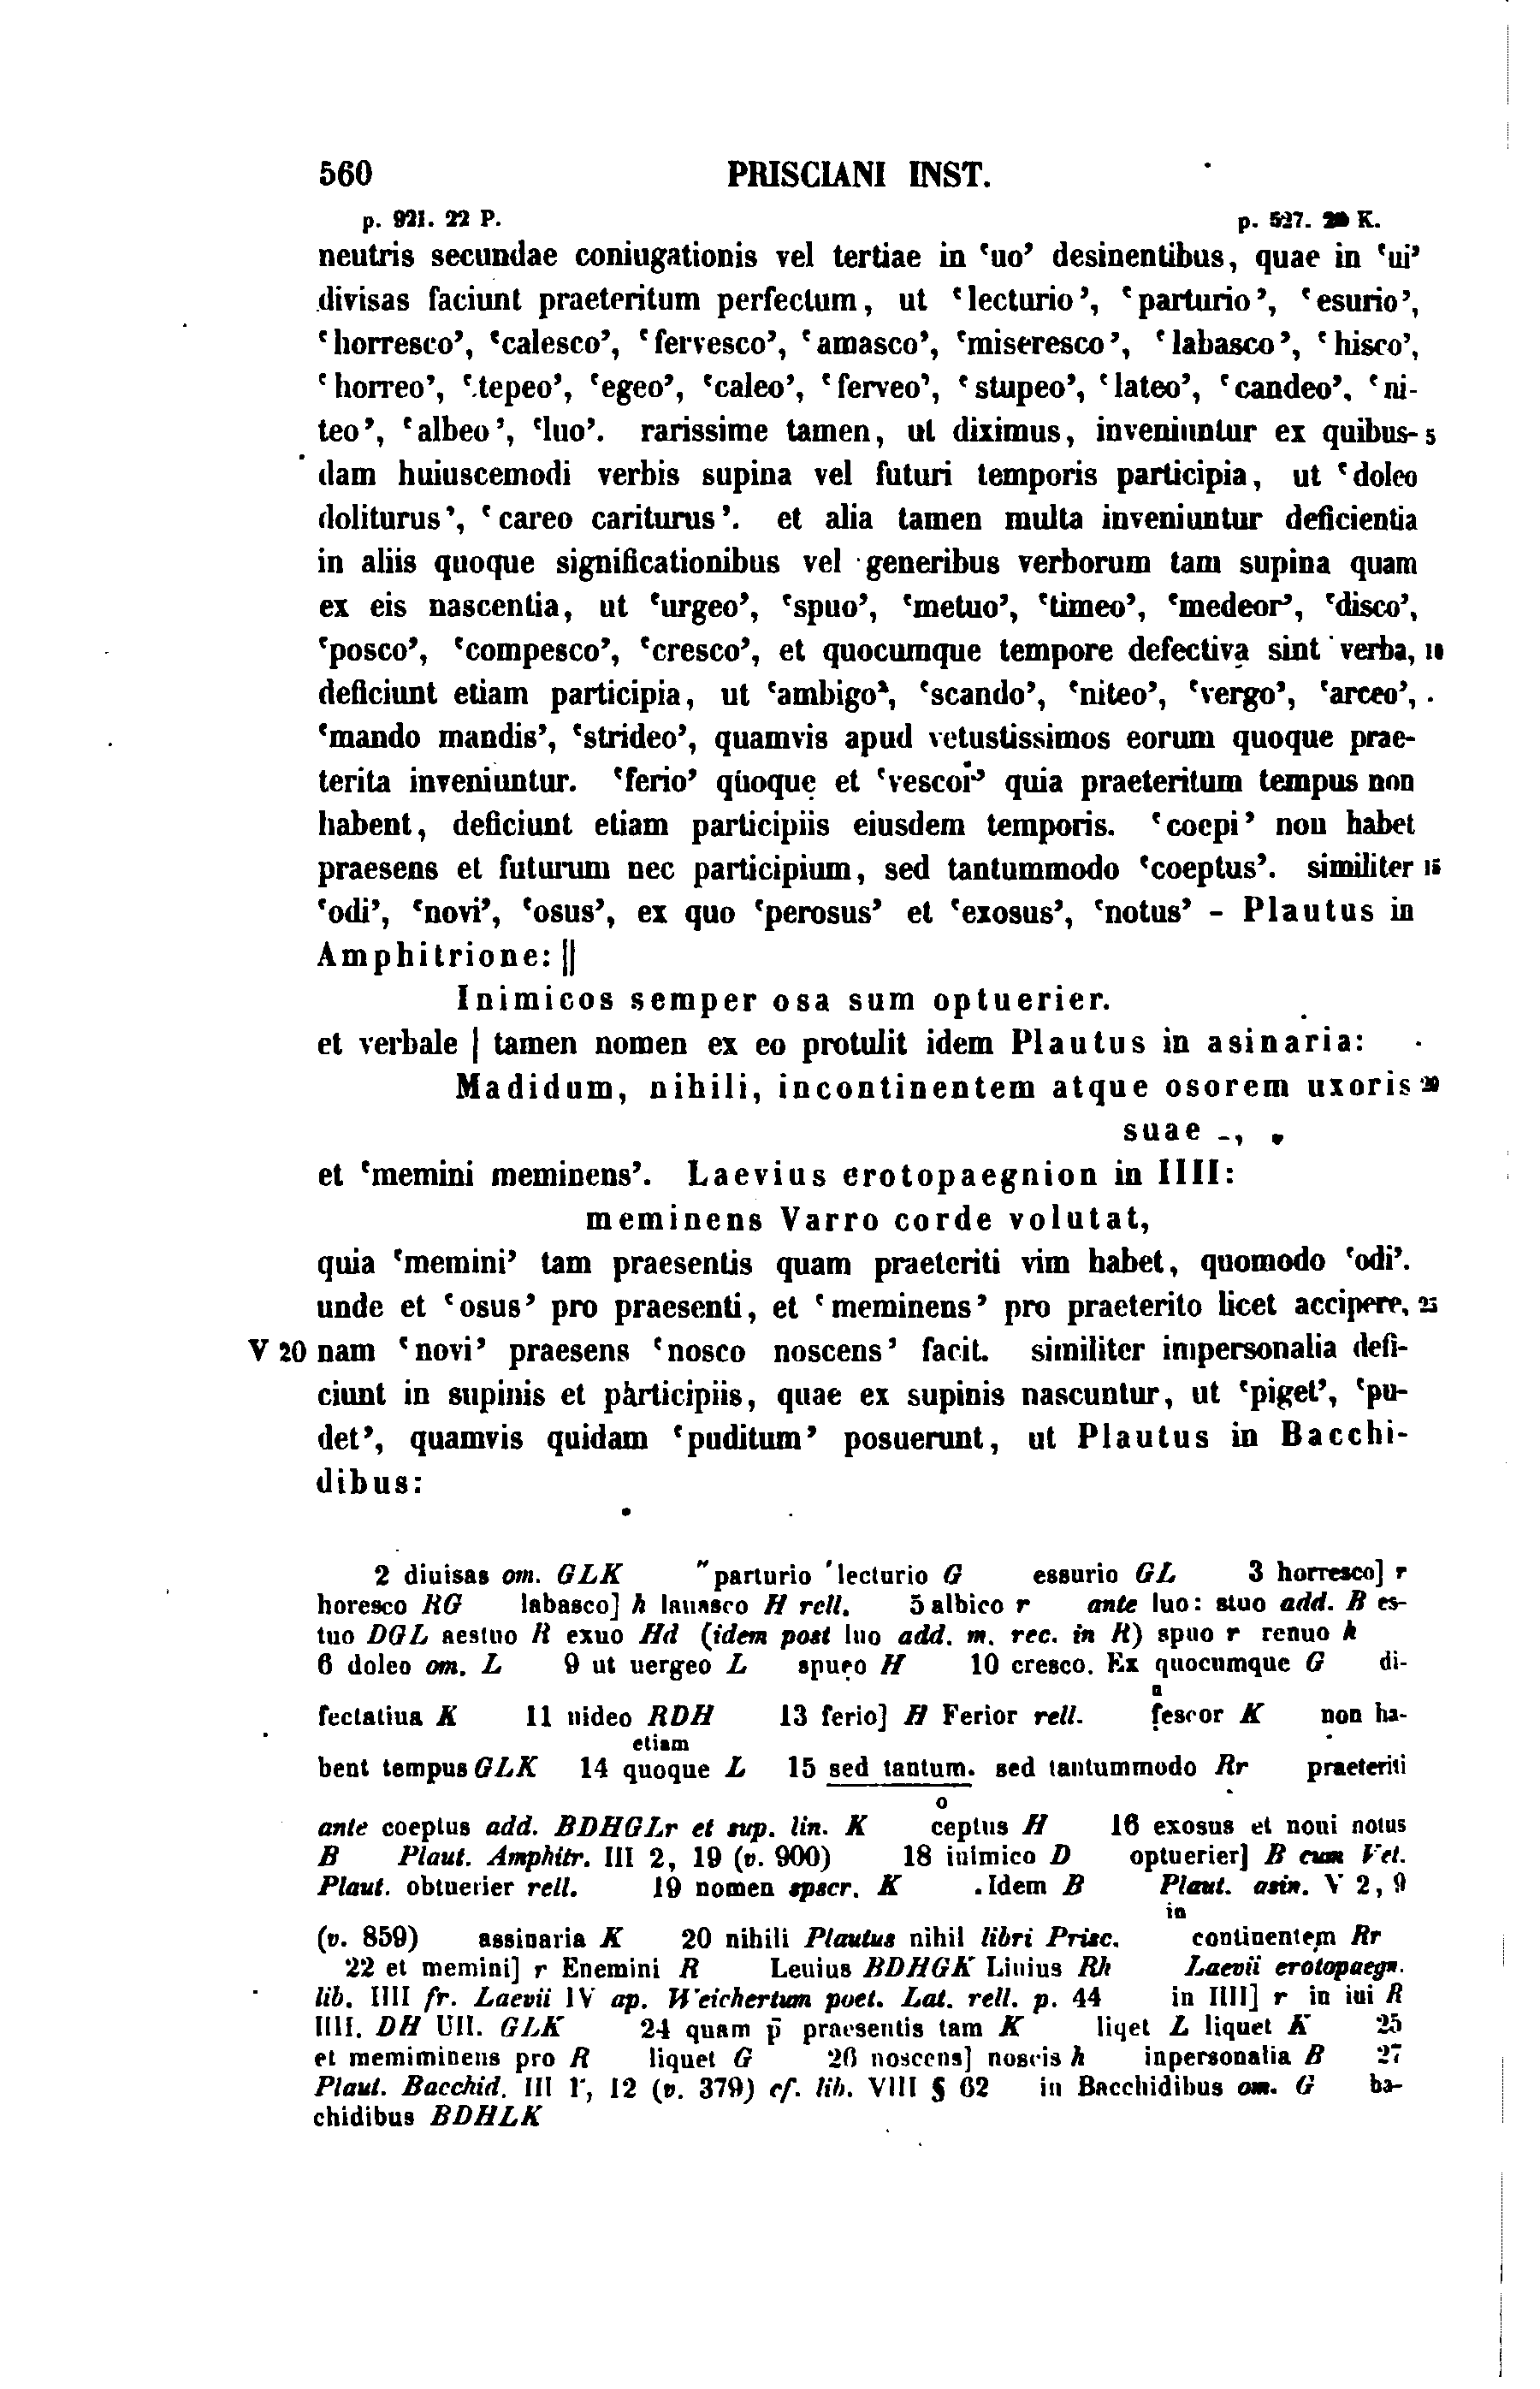 560 PRISCIANI INST.
p. 921. 22 P. p. 527. K.
neutris secundae coniugationis vel tertiae in ‘uo’ desinentibus, quae in ‘ui’
divisas faciunt praeteritum perfectum, ut ‘lecturio’, ‘parturio’, ‘esurio’,
‘horresco’, ‘calesco’, ‘fervesco’, ‘amasco’, ‘miseresco’, ‘labasco’, ‘hisco’,
‘horreo’, ‘tepeo’, ‘egeo’, ‘caleo’, ‘ferveo’, ‘stupeo’, ‘lateo’, ‘candeo’, ‘ni-
teo’, ‘albeo’, ‘luo’. rarissime tamen, ut diximus, inveniuntur ex quibus- 5
dam huiuscemodi verbis supina vel futuri temporis participia, ut ‘doleo
doliturus’, ‘careo cariturus’. et alia tamen multa inveniuntur deficientia
in aliis quoque significationibus vel generibus verborum tam supina quam
ex eis nascentia, ut ‘urgeo’, ‘spuo’, ‘metuo’, ‘timeo’, ‘medeor’, ‘disco’,
‘posco’, ‘compesco’, ‘cresco’, et quocumque tempore defectiva sint verba, 10
deficiunt etiam participia, ut ‘ambigo’, ‘scando’, ‘niteo’, ‘vergo’, ‘arceo’,
‘mando mandis’, ‘strideo’, quamvis apud vetustissimos eorum quoque prae-
terita inveniuntur. ‘ferio’ quoque et ‘vescor’ quia praeteritum tempus non
habent, deficiunt etiam participiis eiusdem temporis. ‘coepi’ non habet
praesens et futurum nec participium, sed tantummodo ‘coeptus’. similiter 15
‘odi’, ‘novi’, ‘osus’, ex quo ‘perosus’ et ‘exosus’, ‘notus’ – Plautus in
Amphitrione: ||
Inimicos semper osa sum optuerier.
et verbale | tamen nomen ex eo protulit idem Plautus in asinaria:
Madidum, nihili, incontinentem atque osorem uxoris 20
suae –,
et ‘memini meminens’. Laevius erotopaegnion in IIII:
meminens Varro corde volutat,
quia ‘memini’ tam praesentis quam praeteriti vim habet, quomodo ‘odi’.
unde et ‘osus’ pro praesenti, et ‘meminens’ pro praeterito licet accipere, 25
V 20 nam ‘novi’ praesens ‘nosco noscens’ facit. similiter impersonalia defi-
ciunt in supinis et participiis, quae ex supinis nascuntur, ut ‘piget’, ‘pu-
det’, quamvis quidam ‘puditum’ posuerunt, ut Plautus in Bacchi-
dibus:
2 diuisas om. GLK ″parturio ′lecturio G essurio GL 3 horresco] r
horesco RG labasco] h lauasco H rell. 5 albico r ante luo: stuo add. B es-
tuo DGL aestuo R exuo Hd (idem post luo add. m. rec. in R) spuo r renuo h
6 doleo om. L 9 ut uergeo L spuẹo H 10 cresco. Ex quocumque G di-
fectatiua K 11 nideo RDH 13 ferio] H Ferior rell. fescor K non ha-
etiam
bent tempus GLK 14 quoque L 15 sed tantum. sed tantummodo Rr praeteriti
o
ante coeptus add. BDHGLr et sup. lin. K ceptus H 16 exosus et noui notus
B Plaut. Amphitr. III 2, 19 (v. 900) 18 inimico D optuerier] B cum Vet.
Plaut. obtuerier rell. 19 nomen spscr. K .Idem B Plaut. asin. V 2, 9
in
(v. 859) assinaria K 20 nihili Plautus nihil libri Prisc. continentem Rr
22 et memini] r Enemini R Leuius BDHGK Liuius Rh Laevii erotopaegn.
lib. IIII fr. Laevii IV ap. Weichertum poet. Lat. rell. p. 44 in IIII] r in iui R
IIII. DH UII. GLK 24 quam p̄ praesentis tam K liqet L liquet K 25
et memiminens pro R liquet G 26 noscens] noscis h inpersonalia B 27
Plaut. Bacchid. III 1, 12 (v. 379) cf. lib. VIII § 62 in Bacchidibus om. G ba-
chidibus BDHLK